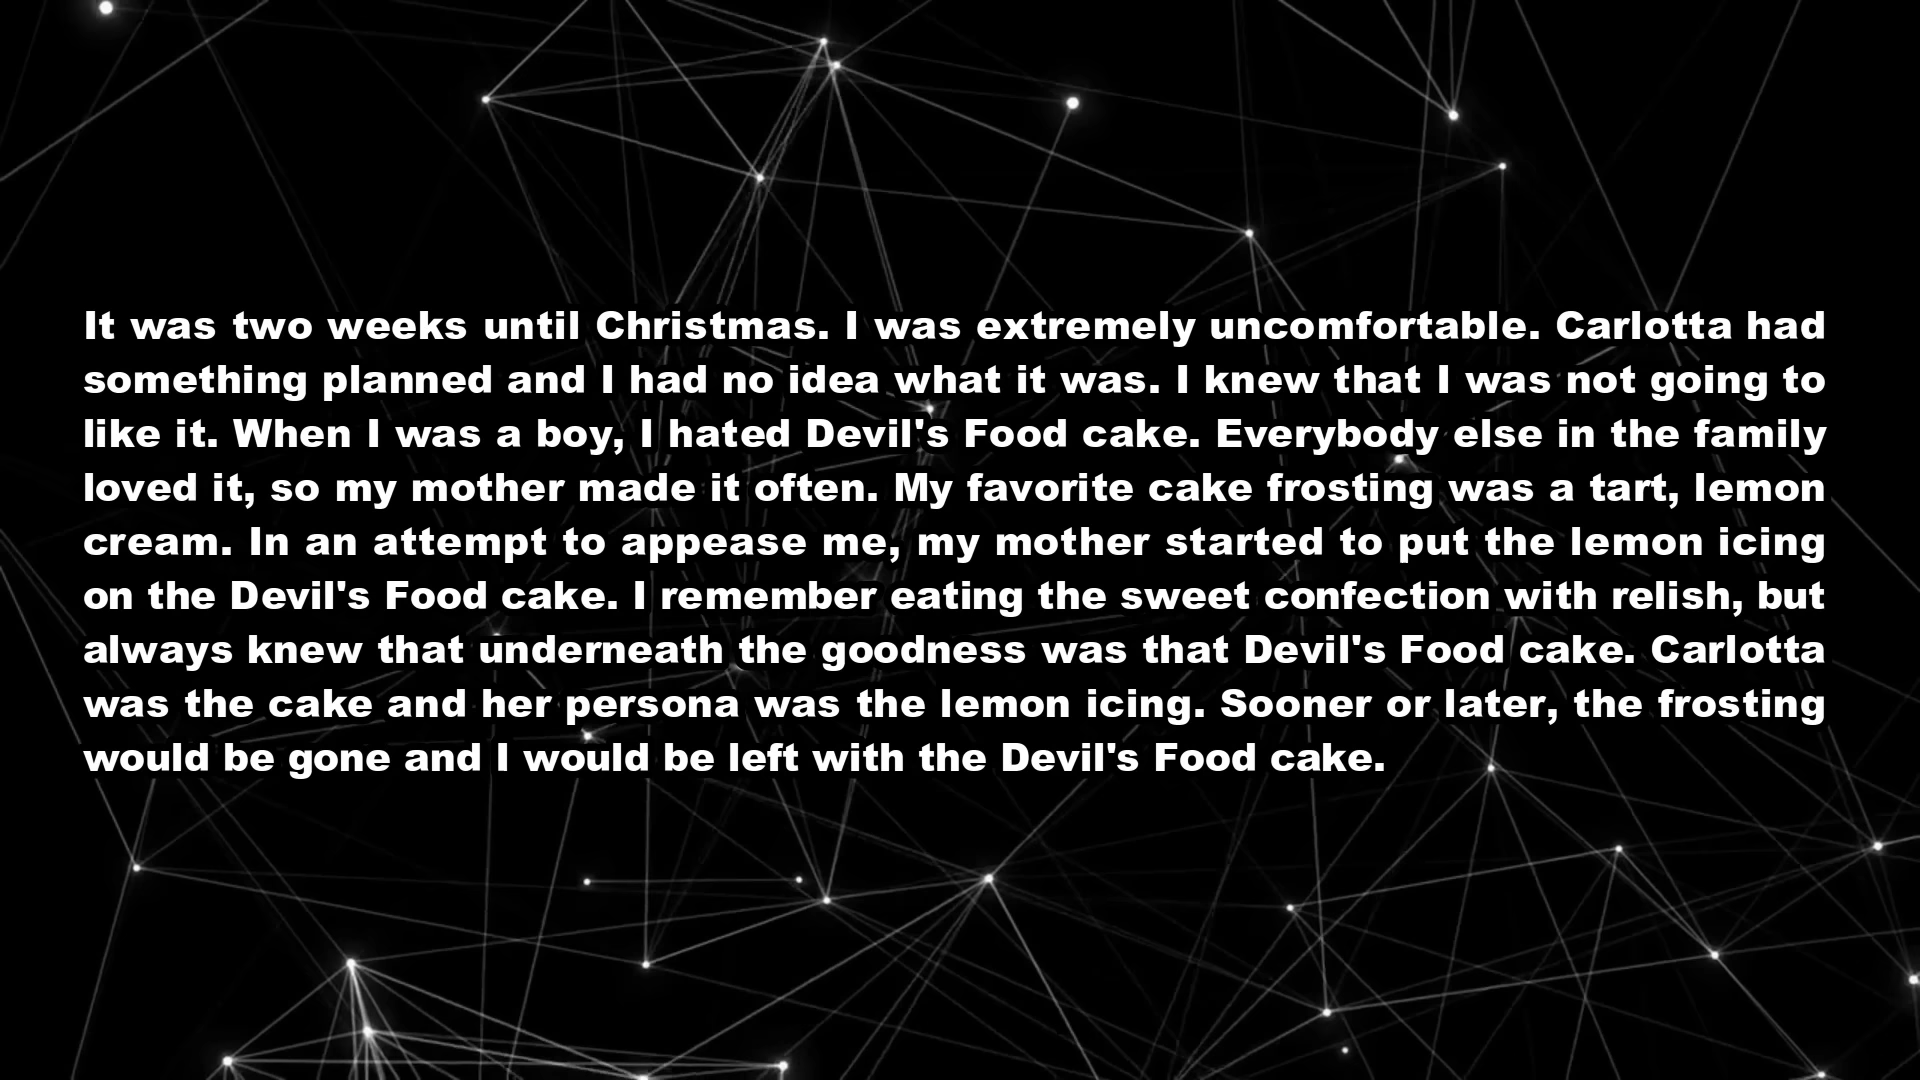 It was two weeks until Christmas. I was extremely uncomfortable. Carlotta had
something planned and I had no idea what it was. I knew that I was not going to
like it. When I was a boy, I hated Devil's Food cake. Everybody else in the family
loved it, so my mother made it often. My favorite cake frosting was a tart, lemon
cream. In an attempt to appease me, my mother started to put the lemon icing
on the Devil's Food cake. I remember eating the sweet confection with relish, but
always knew that underneath the goodness was that Devil's Food cake. Carlotta
was the cake and her persona was the lemon icing. Sooner or later, the frosting
would be gone and I would be left with the Devil's Food cake.